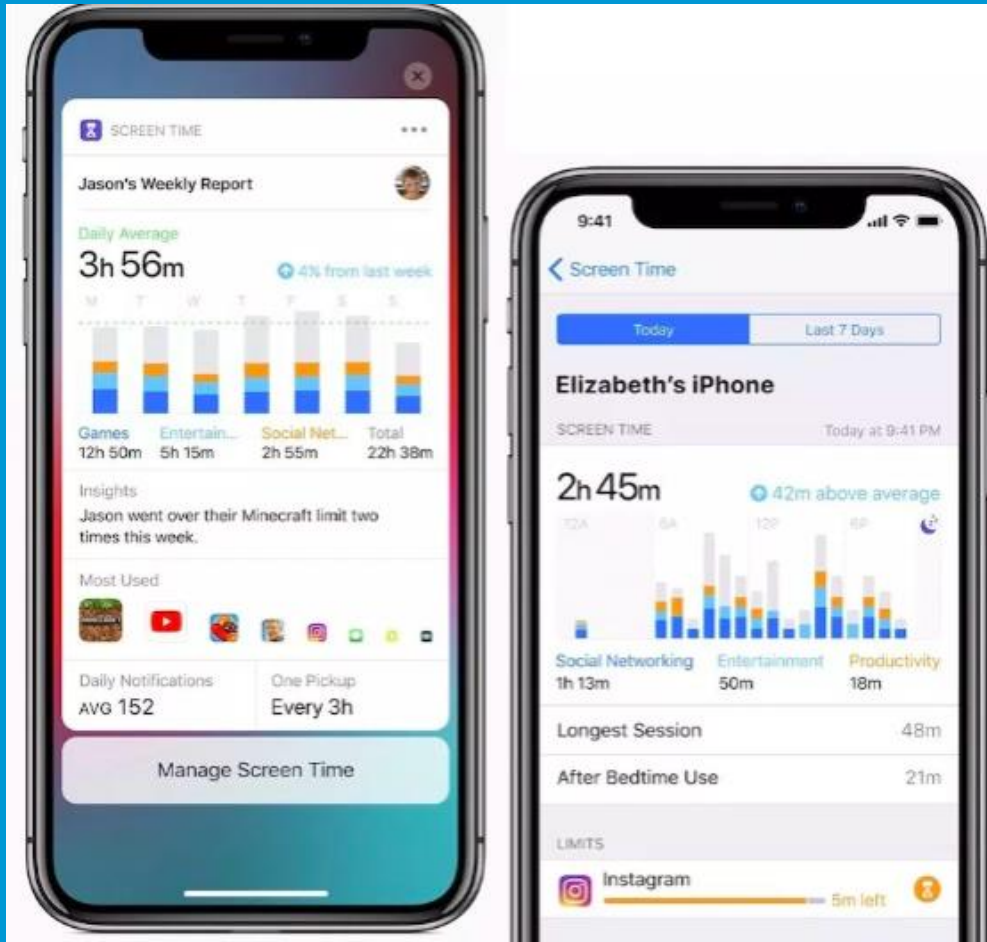 SCREEN TIME
Jason's Weekly Report
Daily Average
3h 56m
4% from last week
M T W T F S S
Games Entertain... Social Net... Total
12h 50m 5h 15m 2h 55m 22h 38m
Insights
Jason went over their Minecraft limit two
times this week.
Most Used
Daily Notifications One Pickup
AVG 152 Every 3h
Manage Screen Time
9:41
Screen Time
Today Last 7 Days
Elizabeth's iPhone
SCREEN TIME Today at 9:41 PM
2h 45m 42m above average
12A 6A 12P 6P
Social Networking Entertainment Productivity
1h 13m 50m 18m
Longest Session 48m
After Bedtime Use 21m
LIMITS
Instagram
5m left